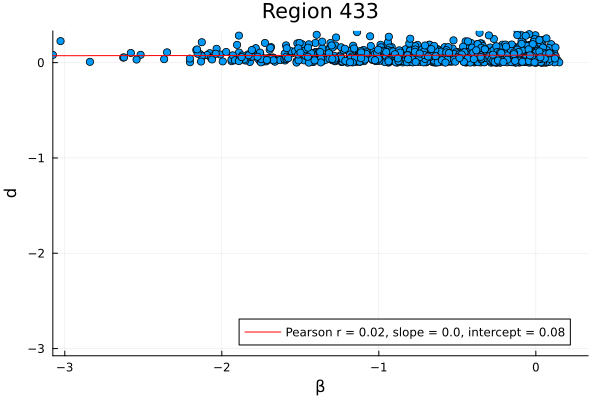 Region 433
d
0
−1
−2
−3
Pearson r = 0.02, slope = 0.0, intercept = 0.08
−3
−2
−1
0
β